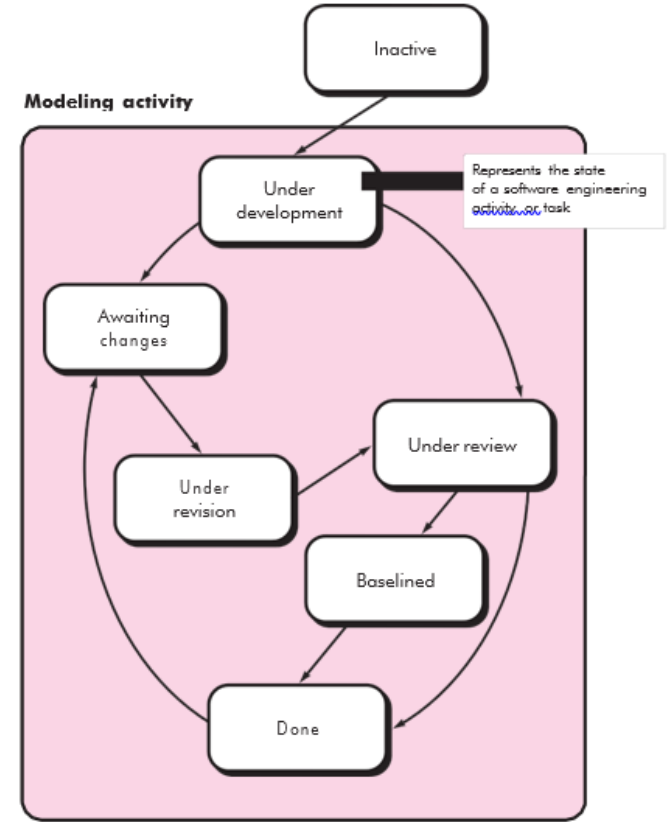 Inactive
Modeling activity
Represents the state
of a software engineering
activity or task
Under
development
Awaiting
changes
Under review
Under
revision
Baselined
Done